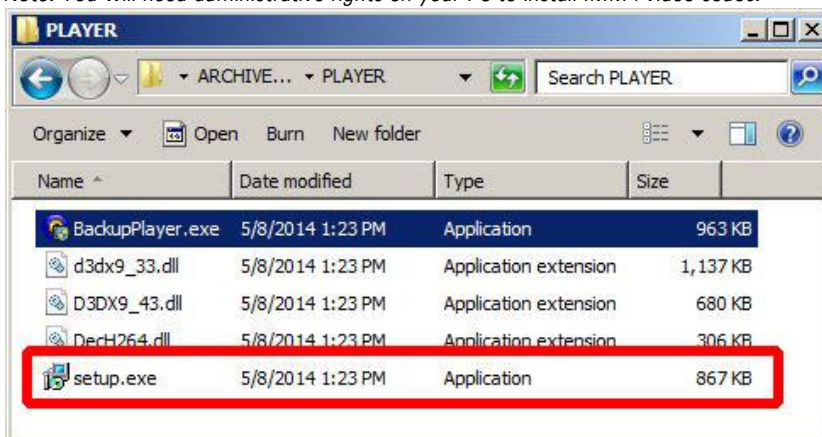 PLAYER
ARCHIVE... PLAYER Search PLAYER
Organize Open Burn New folder
Name Date modified Type Size
BackupPlayer.exe 5/8/2014 1:23 PM Application 963 KB
d3dx9_33.dll 5/8/2014 1:23 PM Application extension 1,137 KB
D3DX9_43.dll 5/8/2014 1:23 PM Application extension 680 KB
DecH264.dll 5/8/2014 1:23 PM Application extension 306 KB
setup.exe 5/8/2014 1:23 PM Application 867 KB